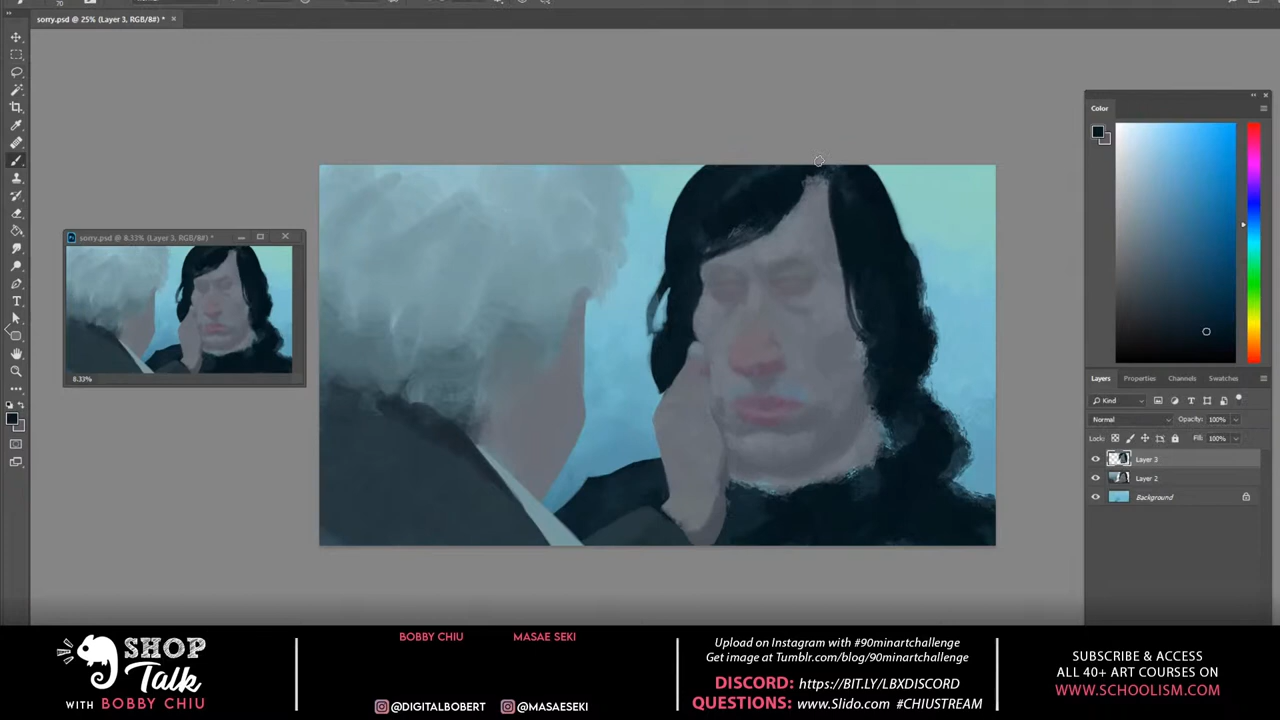 70
sorry.psd @ 25% (Layer 3, RGB/8#) *
Color
sorry.psd @ 8.33% (Layer 3, RGB/8#) *
8.33%
Layers
Properties
Channels
Swatches
Kind
Normal
Opacity: 100%
Lock:
Fill: 100%
Layer 3
Layer 2
Background
SHOP
Talk
WITH BOBBY CHIU
BOBBY CHIU
MASAE SEKI
@DIGITALBOBERT
@MASAESEKI
Upload on Instagram with #90minartchallenge
Get image at Tumblr.com/blog/90minartchallenge
DISCORD: https://BIT.LY/LBXDISCORD
QUESTIONS: www.Slido.com #CHIUSTREAM
SUBSCRIBE & ACCESS
ALL 40+ ART COURSES ON
WWW.SCHOOLISM.COM